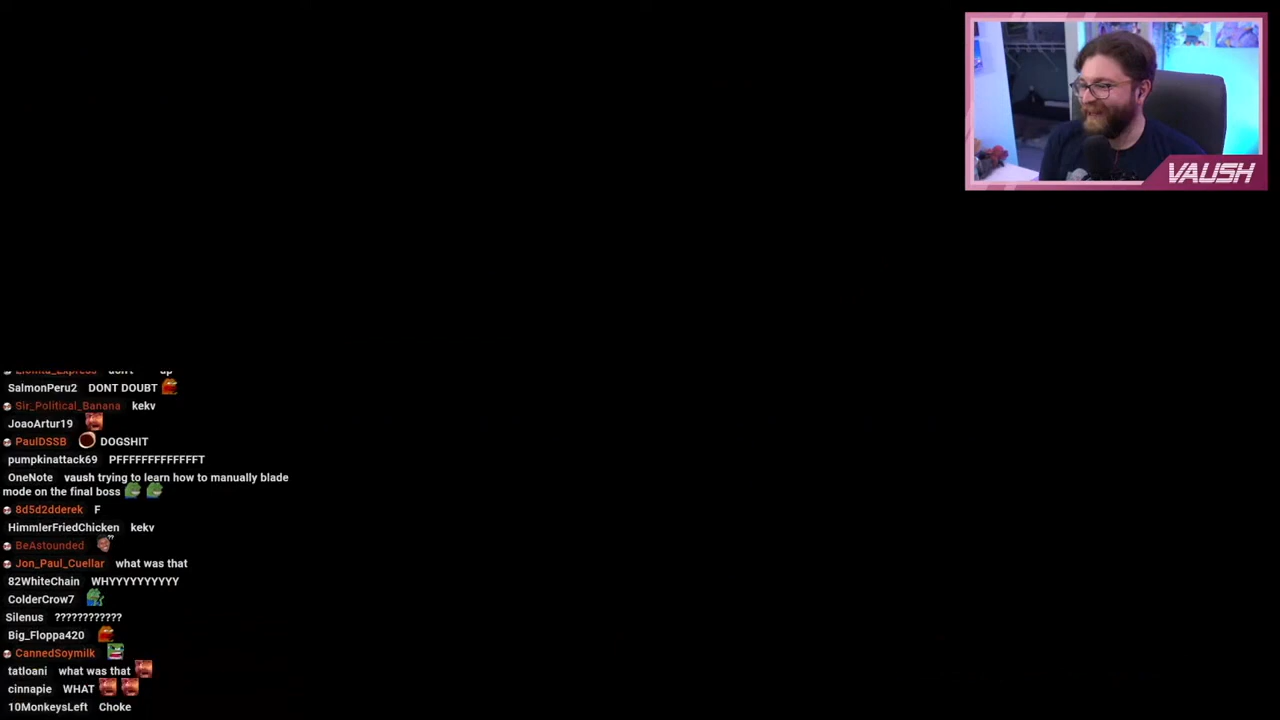 VAUSH
SalmonPeru2 DONT DOUBT
Sir_Political_Banana kekv
JoaoArtur19
PaulDSSB DOGSHIT
pumpkinattack69 PFFFFFFFFFFFFT
OneNote vaush trying to learn how to manually blade
mode on the final boss
8d5d2dderek F
HimmlerFriedChicken kekv
BeAstounded
Jon_Paul_Cuellar what was that
82WhiteChain WHYYYYYYYYYY
ColderCrow7
Silenus ????????????
Big_Floppa420
CannedSoymilk
tatloani what was that
cinnapie WHAT
10MonkeysLeft Choke